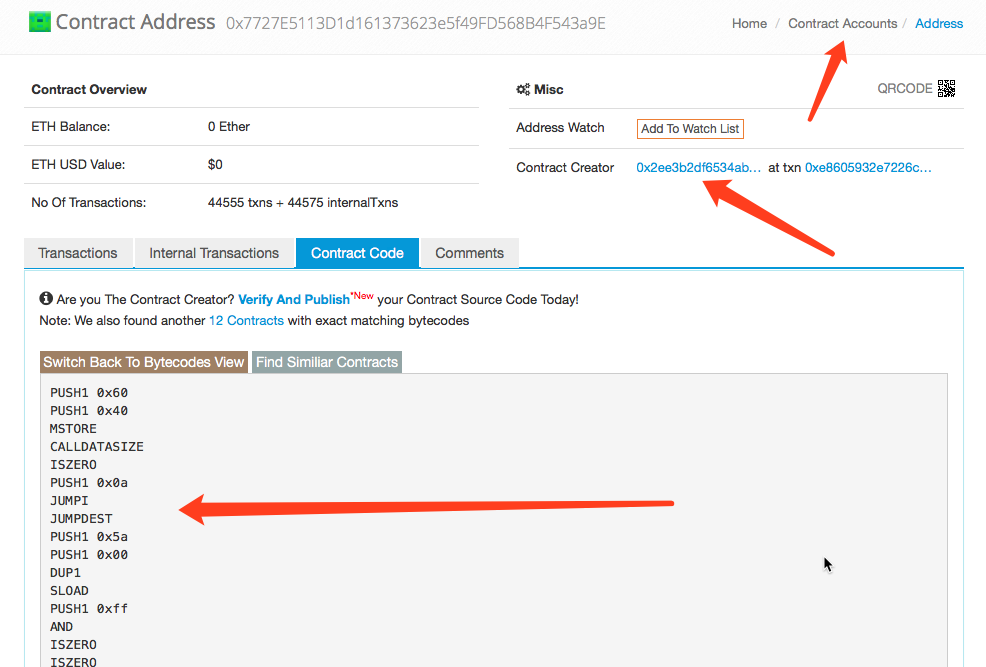 Contract Address 0x7727E5113D1d161373623e5f49FD568B4F543a9E
Home / Contract Accounts / Address
Contract Overview
ETH Balance: 0 Ether
ETH USD Value: $0
No Of Transactions: 44555 txns + 44575 internalTxns
Misc
QRCODE
Address Watch Add To Watch List
Contract Creator 0x2ee3b2df6534ab... at txn 0xe8605932e7226c...
Transactions Internal Transactions Contract Code Comments
Are you The Contract Creator? Verify And Publish*New your Contract Source Code Today!
Note: We also found another 12 Contracts with exact matching bytecodes
Switch Back To Bytecodes View Find Similiar Contracts
PUSH1 0x60
PUSH1 0x40
MSTORE
CALLDATASIZE
ISZERO
PUSH1 0x0a
JUMPI
JUMPDEST
PUSH1 0x5a
PUSH1 0x00
DUP1
SLOAD
PUSH1 0xff
AND
ISZERO
ISZERO